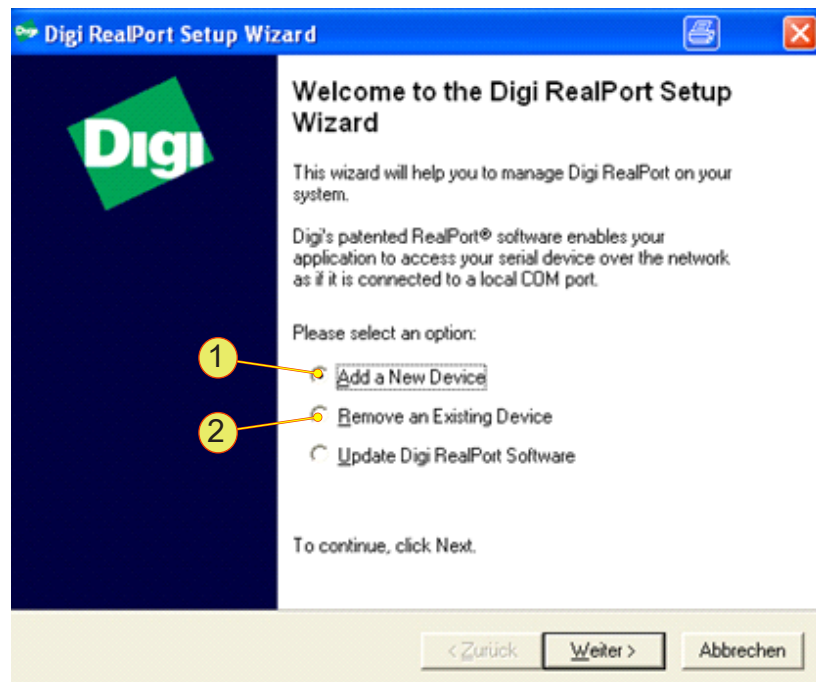 Digi RealPort Setup Wizard
Digi
Welcome to the Digi RealPort Setup
Wizard
This wizard will help you to manage Digi RealPort on your
system.
Digi's patented RealPort® software enables your
application to access your serial device over the network
as if it is connected to a local COM port.
Please select an option:
1
Add a New Device
2
Remove an Existing Device
Update Digi RealPort Software
To continue, click Next.
< Zurück
Weiter >
Abbrechen